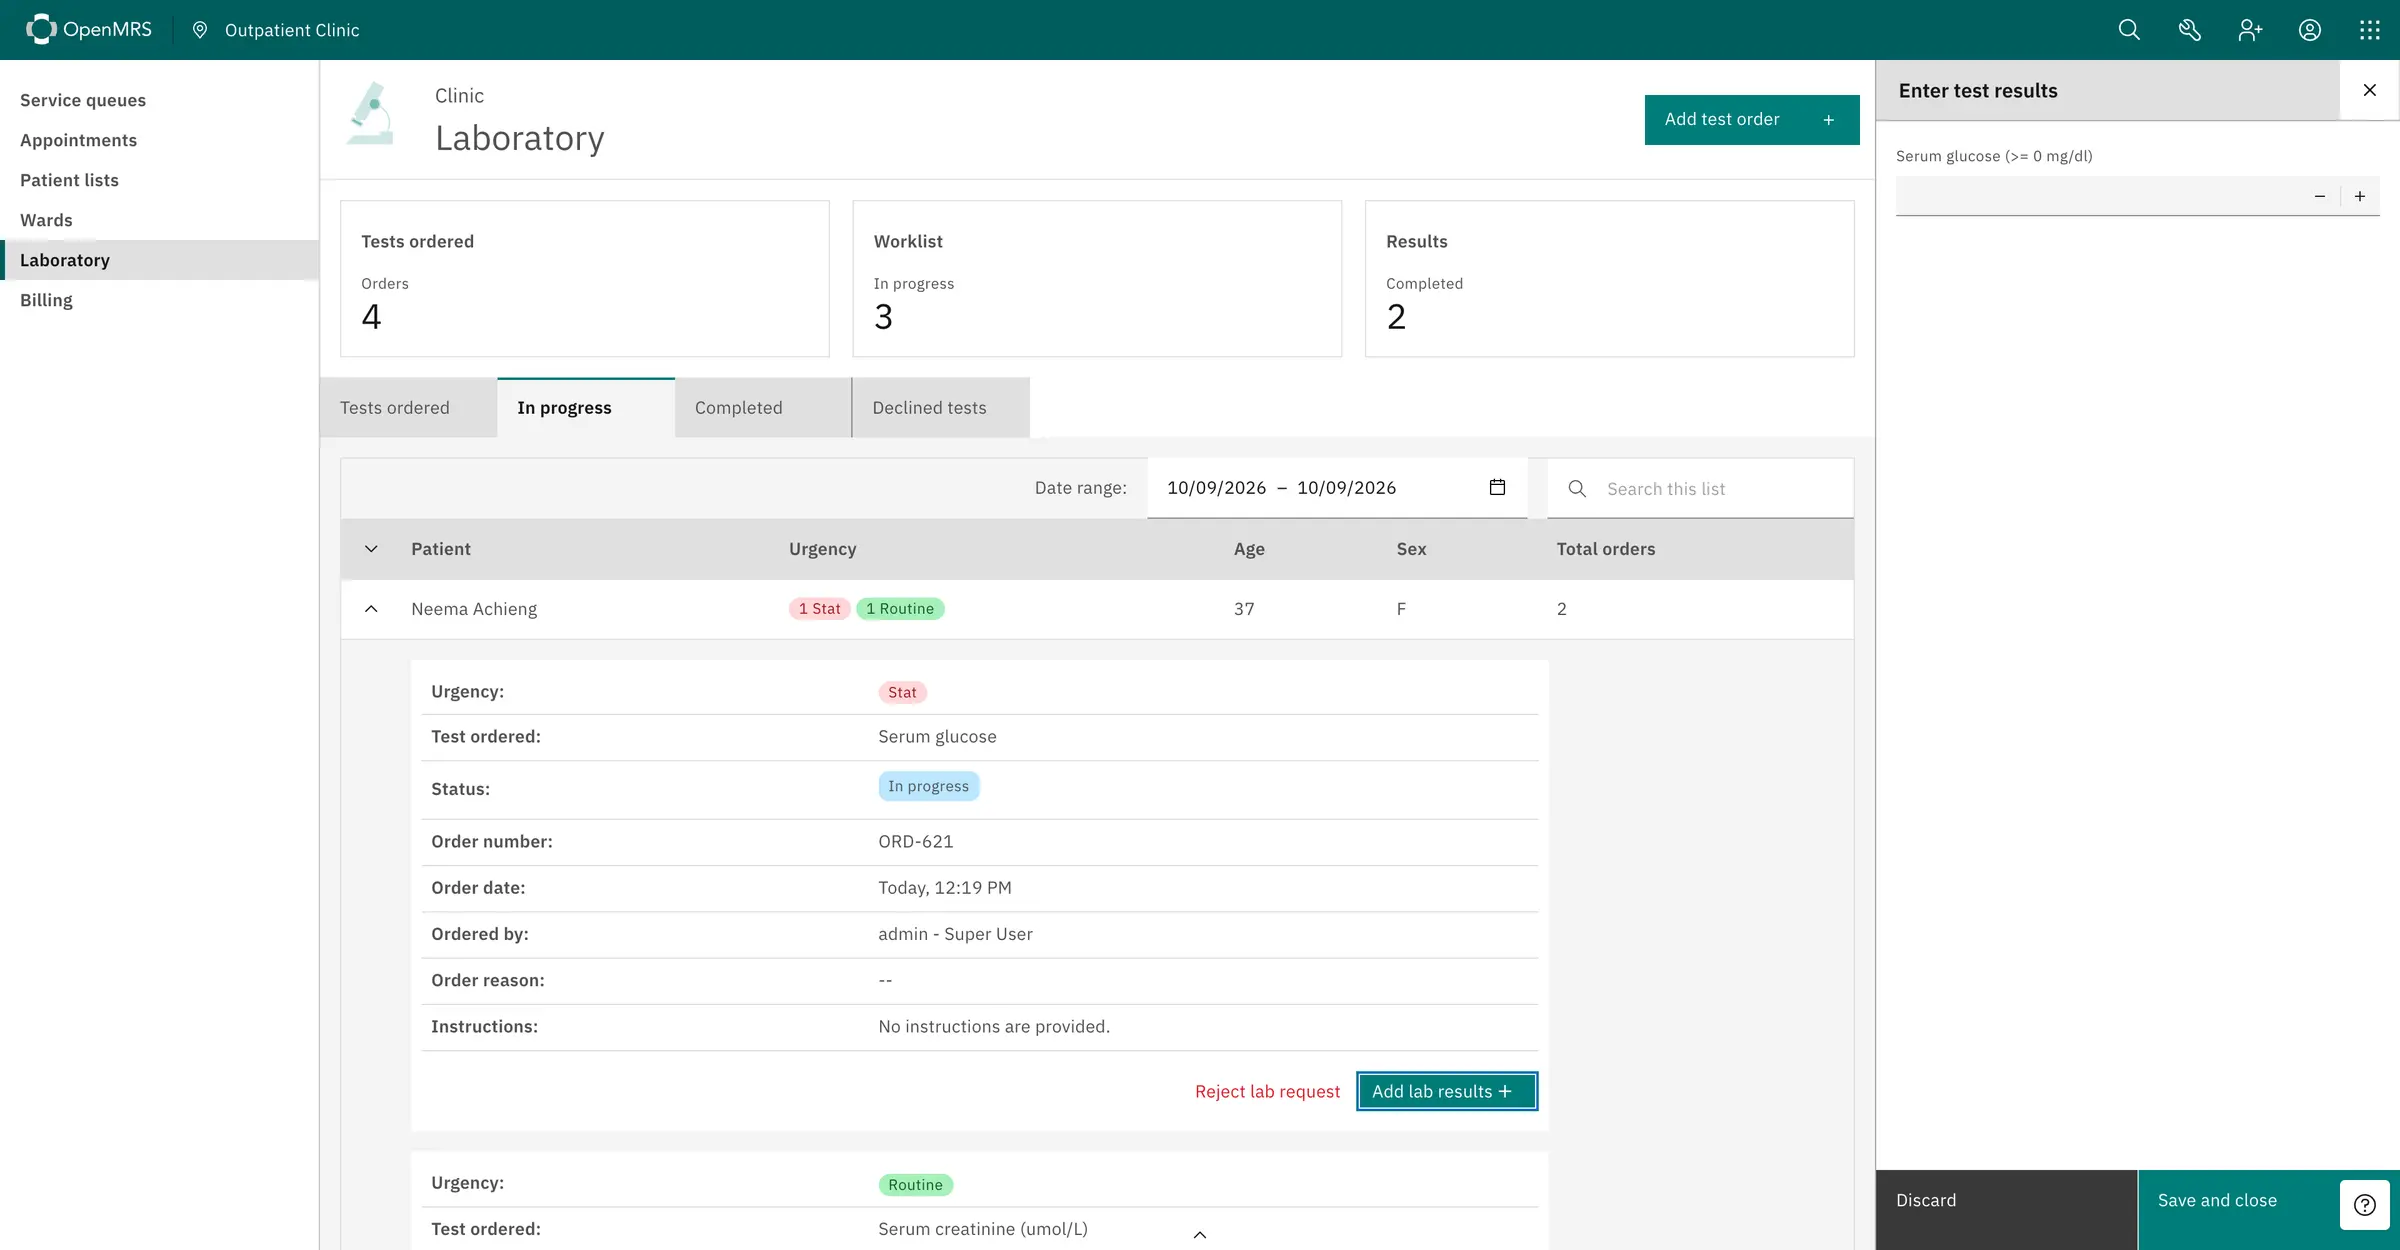 OpenMRS
Outpatient Clinic
Service queues
Appointments
Patient lists
Wards
Laboratory
Billing
Clinic
Laboratory
Add test order +
Tests ordered
Orders
4
Worklist
In progress
3
Results
Completed
2
Tests ordered
In progress
Completed
Declined tests
Date range:
10/09/2026 – 10/09/2026
Search this list
Patient Urgency Age Sex Total orders
Neema Achieng 1 Stat 1 Routine 37 F 2
Urgency: Stat
Test ordered: Serum glucose
Status: In progress
Order number: ORD-621
Order date: Today, 12:19 PM
Ordered by: admin - Super User
Order reason: --
Instructions: No instructions are provided.
Reject lab request
Add lab results +
Urgency: Routine
Test ordered: Serum creatinine (umol/L)
Enter test results
Serum glucose (>= 0 mg/dl)
Discard
Save and close